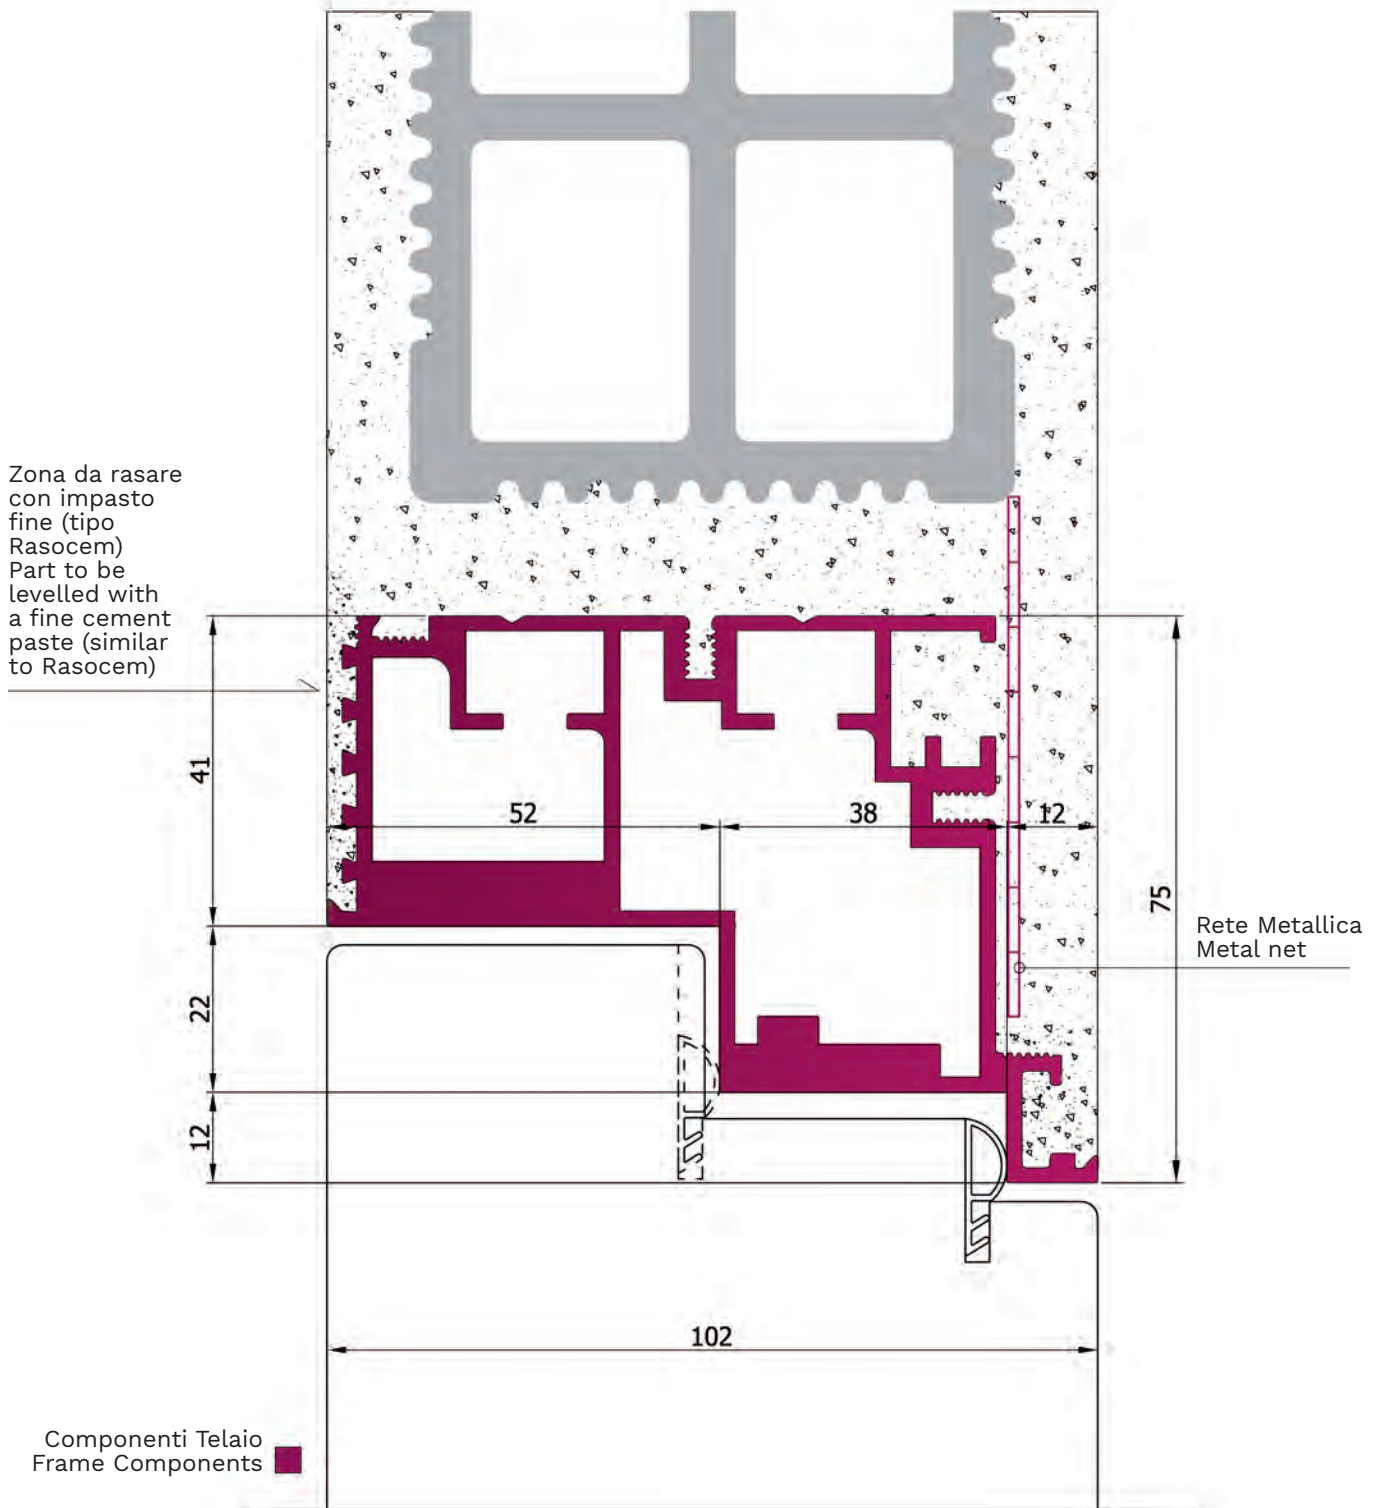 Zona da rasare
con impasto
fine (tipo
Rasocem)
Part to be
levelled with
a fine cement
paste (similar
to Rasocem)
41
52
38
12
75
Rete Metallica
Metal net
22
12
102
Componenti Telaio
Frame Components